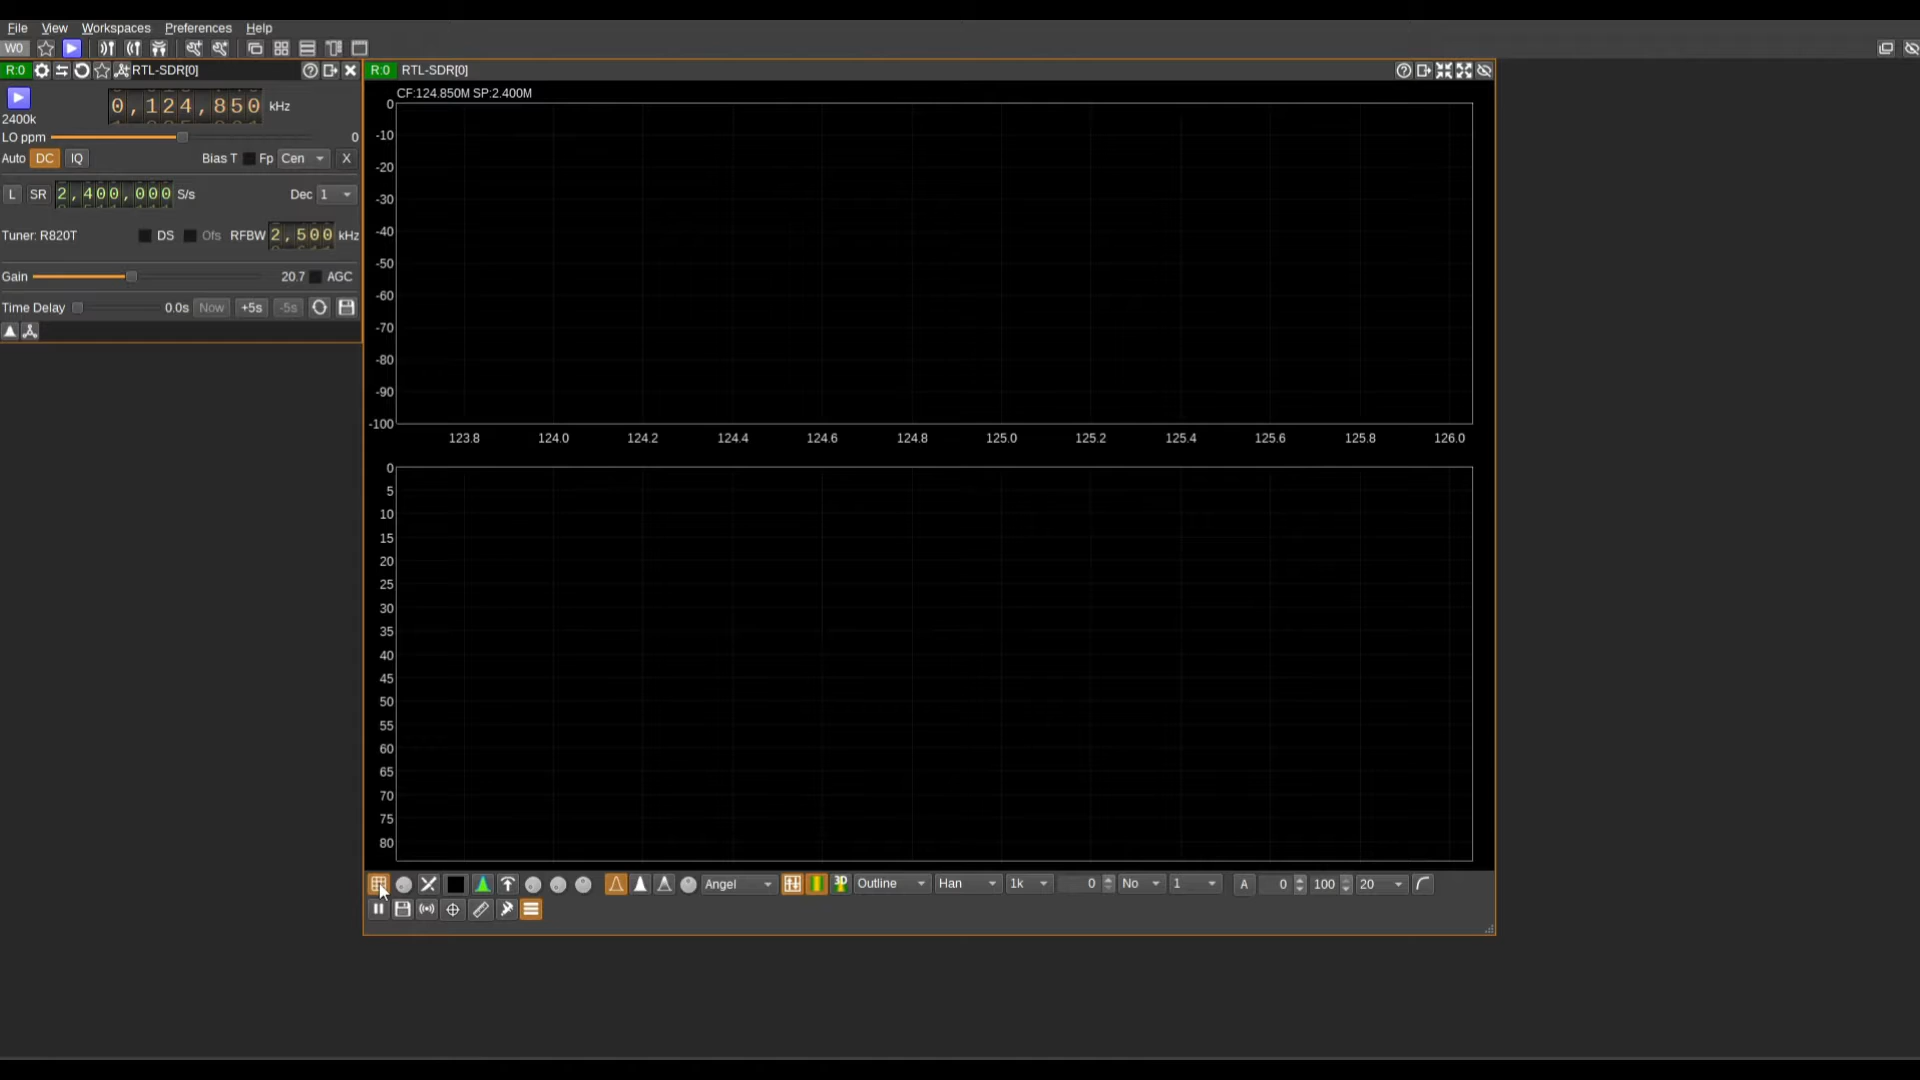 File View Workspaces Preferences Help
W0
R:0 RTL-SDR[0]
R:0 RTL-SDR[0]
CF:124.850M SP:2.400M
0,124,850 kHz
2400k
LO ppm 0
Auto DC IQ Bias T Fp Cen X
L SR 2,400,000 S/s Dec 1
Tuner: R820T DS Ofs RFBW 2,500 kHz
Gain 20.7 AGC
Time Delay 0.0s Now +5s -5s
0
-10
-20
-30
-40
-50
-60
-70
-80
-90
-100
123.8 124.0 124.2 124.4 124.6 124.8 125.0 125.2 125.4 125.6 125.8 126.0
0
5
10
15
20
25
30
35
40
45
50
55
60
65
70
75
80
Angel 3D Outline Han 1k 0 No 1 A 0 100 20